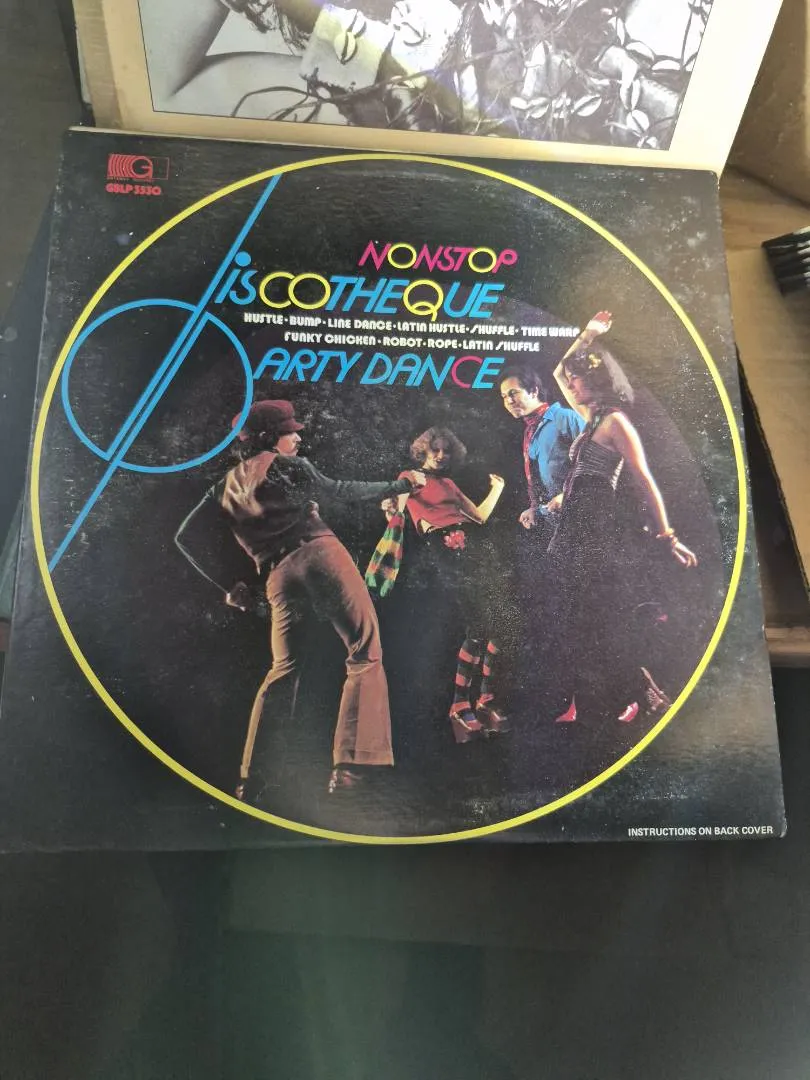 GSLP 3530
NONSTOP
DISCOTHEQUE
HUSTLE · BUMP · LINE DANCE · LATIN HUSTLE · SHUFFLE · TIME WARP
FUNKY CHICKEN · ROBOT · ROPE · LATIN SHUFFLE
PARTY DANCE
INSTRUCTIONS ON BACK COVER